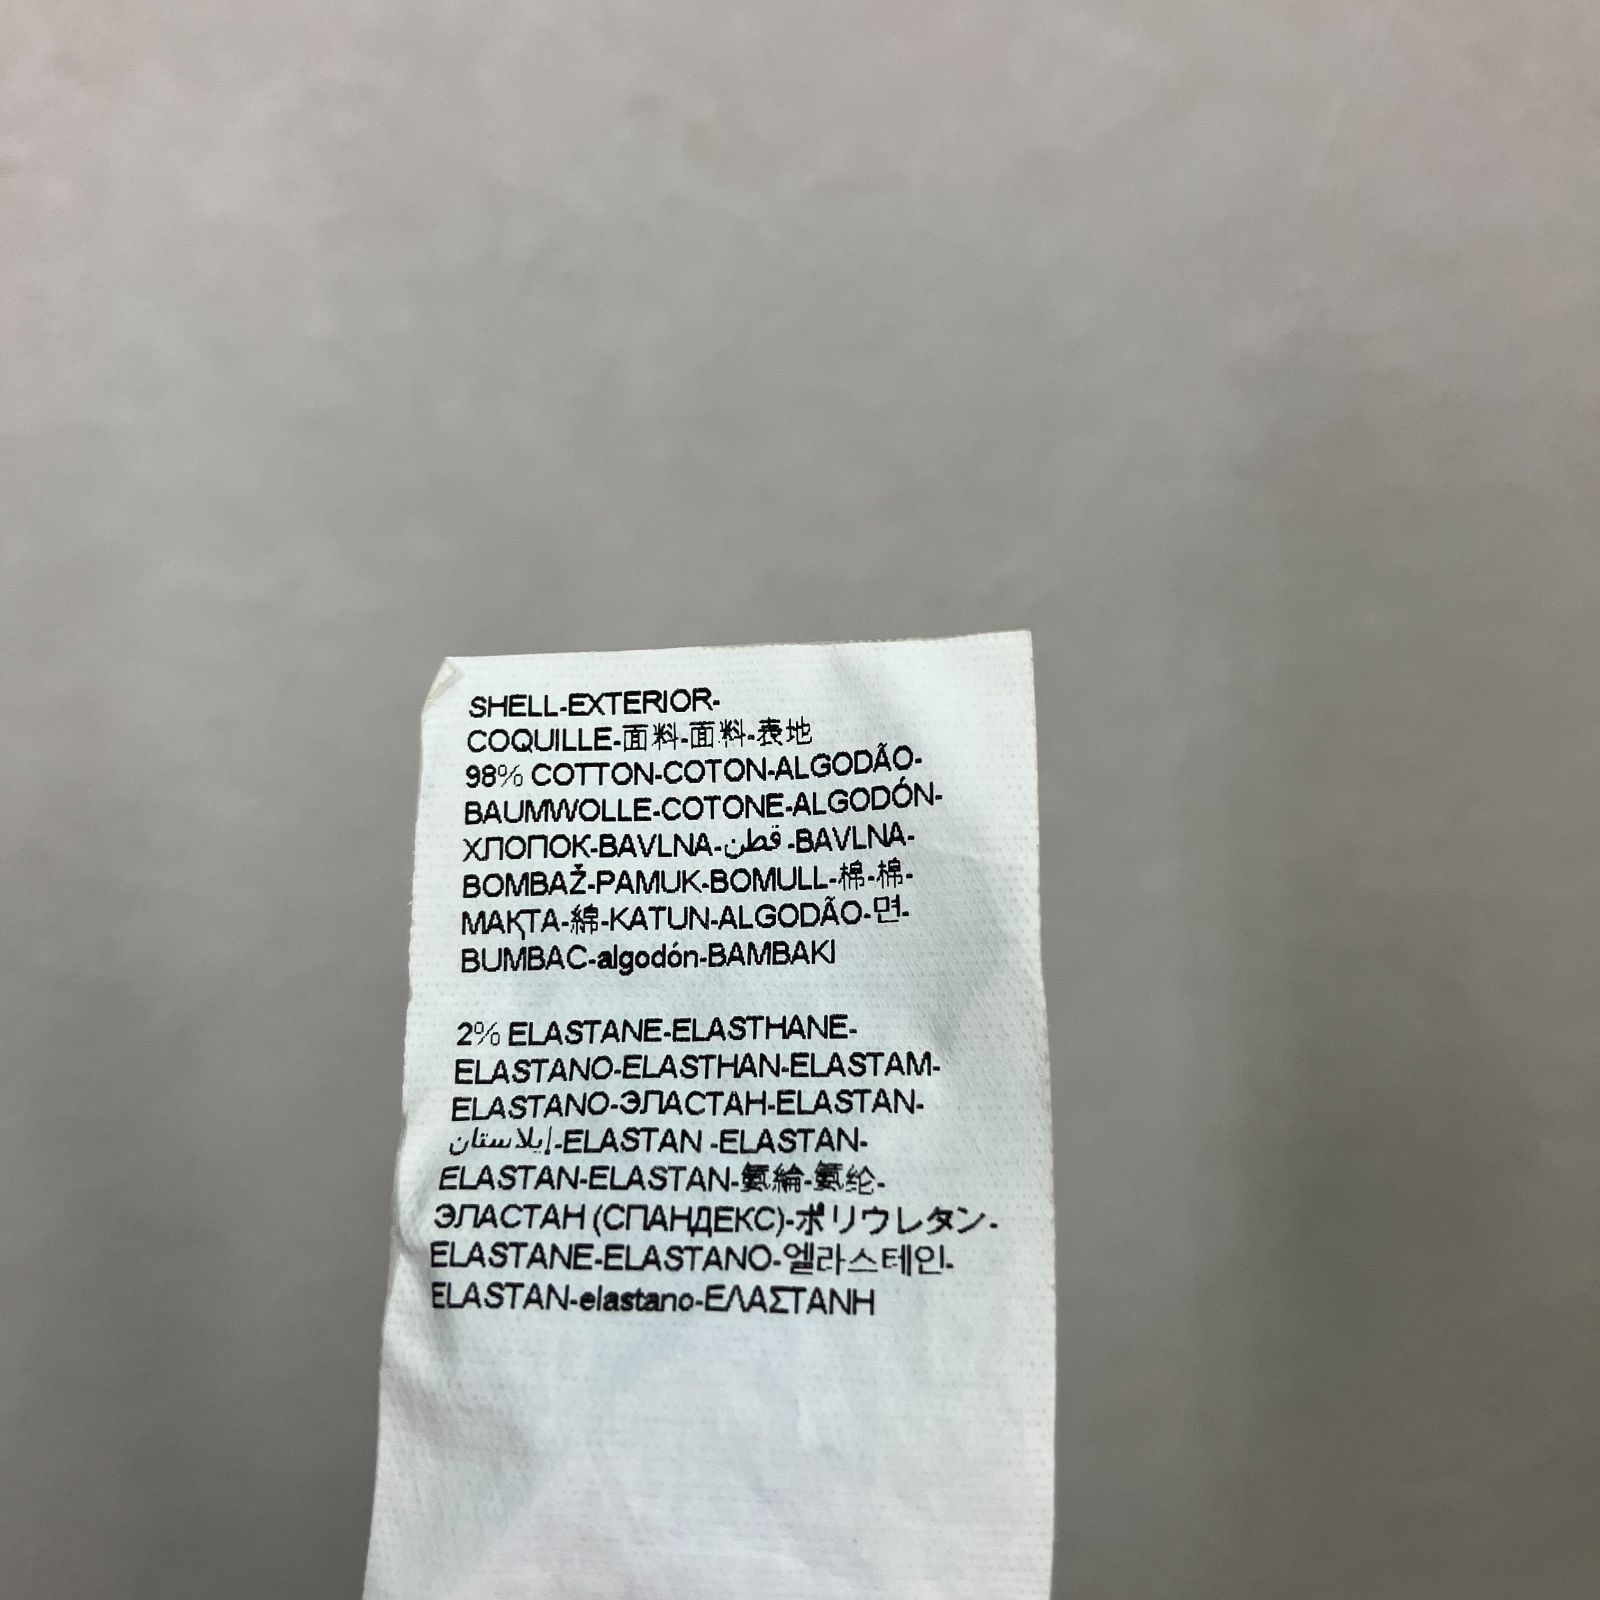 SHELL-EXTERIOR-
COQUILLE-面料-面料-表地
98% COTTON-COTON-ALGODÃO-
BAUMWOLLE-COTONE-ALGODÓN-
ХЛОПОК-BAVLNA-قطن-BAVLNA-
BOMBAŽ-PAMUK-BOMULL-棉-棉-
МАҚТА-綿-KATUN-ALGODÃO-면-
BUMBAC-algodón-BAMBAKI
2% ELASTANE-ELASTHANE-
ELASTANO-ELASTHAN-ELASTAM-
ELASTANO-ЭЛАСТАН-ELASTAN-
إيلاستان-ELASTAN -ELASTAN-
ELASTAN-ELASTAN-氨綸-氨纶-
ЭЛАСТАН (СПАНДЕКС)-ポリウレタン-
ELASTANE-ELASTANO-엘라스테인-
ELASTAN-elastano-ΕΛΑΣΤΑΝΗ